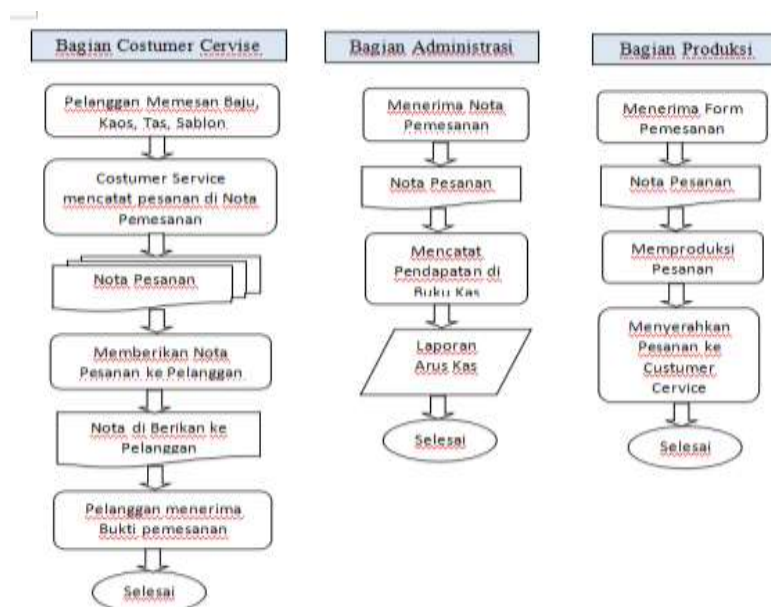 Bagian Costumer Cervise
Pelanggan Memesan Baju,
Kaos, Tas, Sablon
Costumer Service
mencatat pesanan di Nota
Pemesanan
Nota Pesanan
Memberikan Nota
Pesanan ke Pelanggan
Nota di Berikan ke
Pelanggan
Pelanggan menerima
Bukti pemesanan
Selesai
Bagian Administrasi
Menerima Nota
Pemesanan
Nota Pesanan
Mencatat
Pendapatan di
Buku Kas
Laporan
Arus Kas
Selesai
Bagian Produksi
Menerima Form
Pemesanan
Nota Pesanan
Memproduksi
Pesanan
Menyerahkan
Pesanan ke
Custumer
Cervice
Selesai